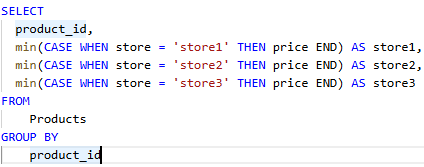 SELECT
product_id,
min(CASE WHEN store = 'store1' THEN price END) AS store1,
min(CASE WHEN store = 'store2' THEN price END) AS store2,
min(CASE WHEN store = 'store3' THEN price END) AS store3
FROM
Products
GROUP BY
product_id